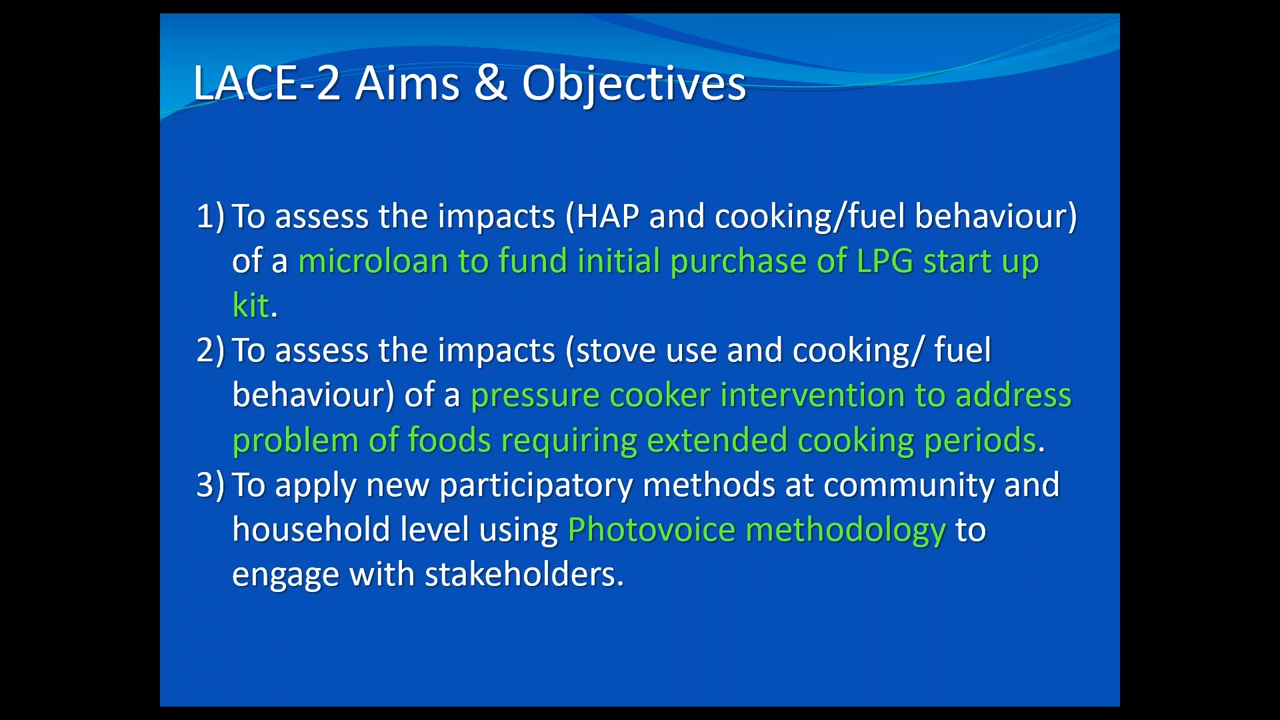 LACE-2 Aims & Objectives
1) To assess the impacts (HAP and cooking/fuel behaviour)
of a microloan to fund initial purchase of LPG start up
kit.
2) To assess the impacts (stove use and cooking/ fuel
behaviour) of a pressure cooker intervention to address
problem of foods requiring extended cooking periods.
3) To apply new participatory methods at community and
household level using Photovoice methodology to
engage with stakeholders.